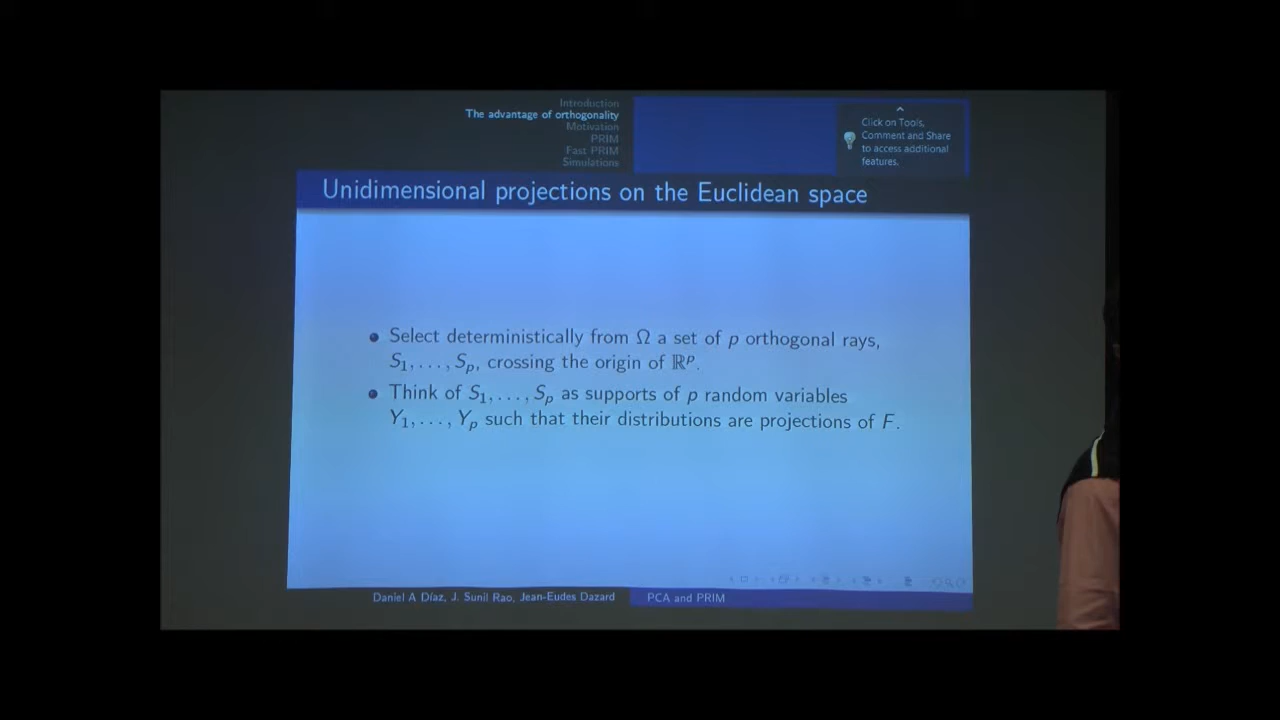 Introduction
The advantage of orthogonality
Motivation
PRIM
Fast PRIM
Simulations
Click on Tools,
Comment and Share
to access additional
features.
Unidimensional projections on the Euclidean space
Select deterministically from Ω a set of p orthogonal rays,
S₁, . . . , Sₚ, crossing the origin of ℝᵖ.
Think of S₁, . . . , Sₚ as supports of p random variables
Y₁, . . . , Yₚ such that their distributions are projections of F.
Daniel A Díaz, J. Sunil Rao, Jean-Eudes Dazard
PCA and PRIM